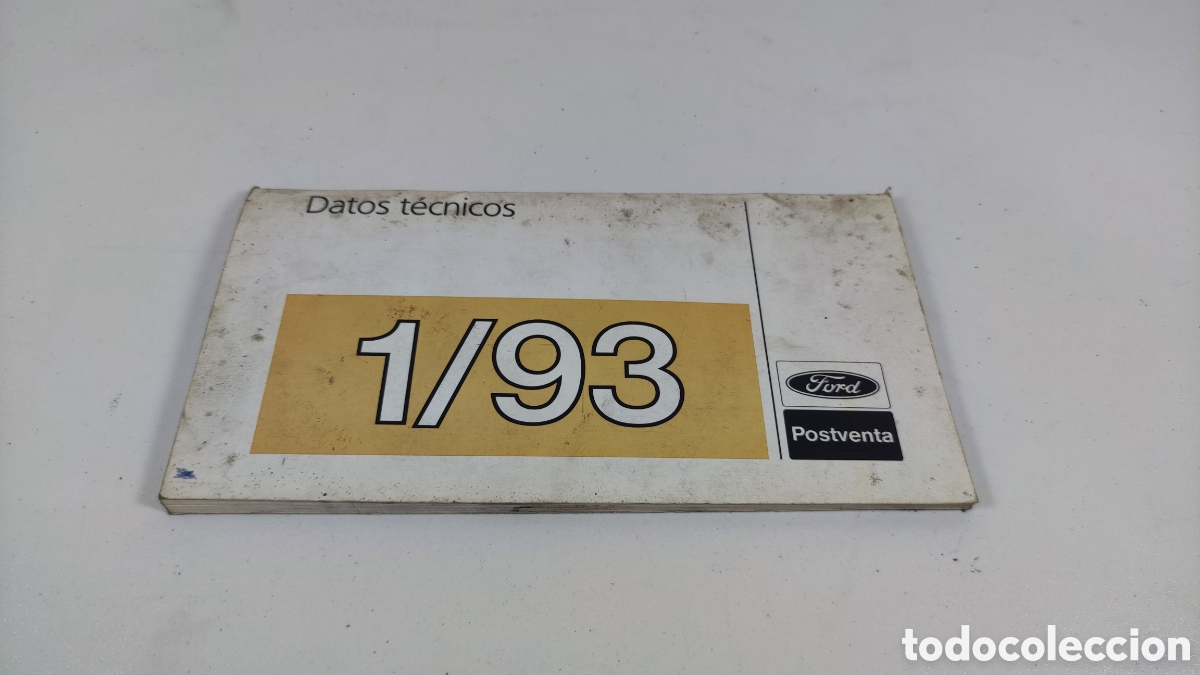 Datos técnicos
1/93
Ford
Postventa
todocoleccion